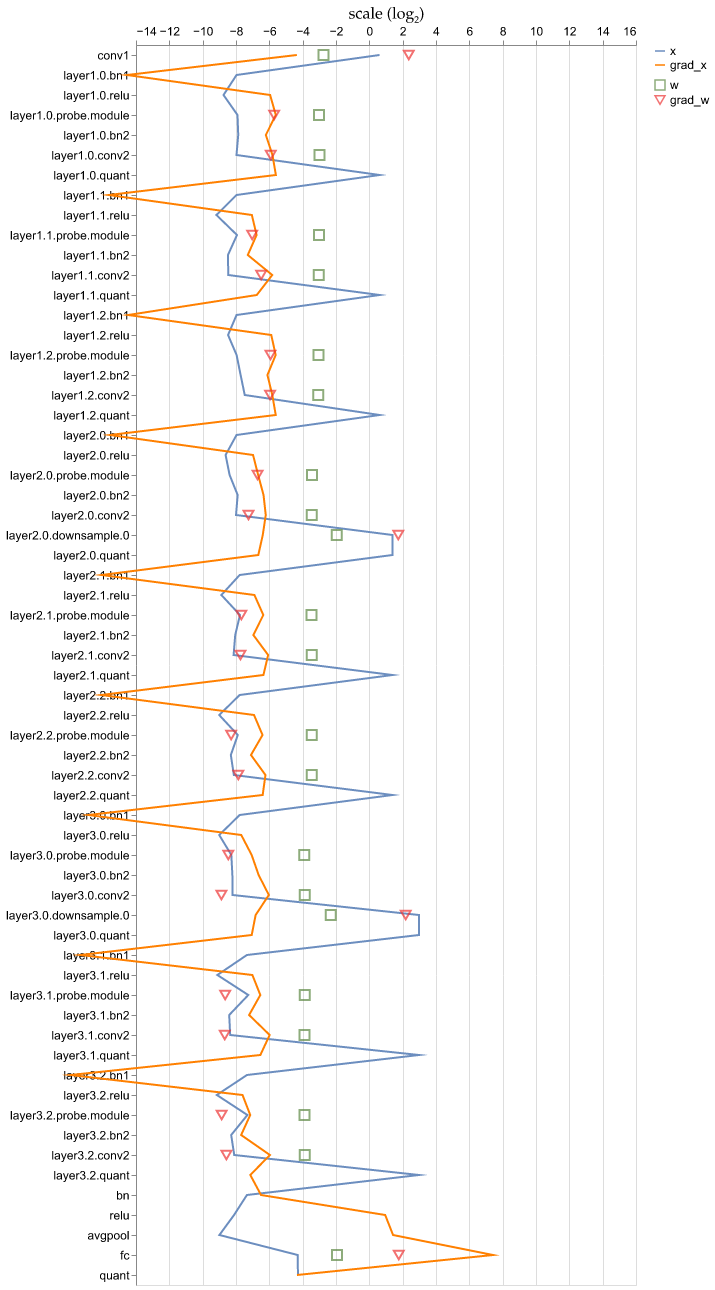 scale (log₂)
−14 −12 −10 −8 −6 −4 −2 0 2 4 6 8 10 12 14 16
x
grad_x
w
grad_w
conv1
layer1.0.bn1
layer1.0.relu
layer1.0.probe.module
layer1.0.bn2
layer1.0.conv2
layer1.0.quant
layer1.1.bn1
layer1.1.relu
layer1.1.probe.module
layer1.1.bn2
layer1.1.conv2
layer1.1.quant
layer1.2.bn1
layer1.2.relu
layer1.2.probe.module
layer1.2.bn2
layer1.2.conv2
layer1.2.quant
layer2.0.bn1
layer2.0.relu
layer2.0.probe.module
layer2.0.bn2
layer2.0.conv2
layer2.0.downsample.0
layer2.0.quant
layer2.1.bn1
layer2.1.relu
layer2.1.probe.module
layer2.1.bn2
layer2.1.conv2
layer2.1.quant
layer2.2.bn1
layer2.2.relu
layer2.2.probe.module
layer2.2.bn2
layer2.2.conv2
layer2.2.quant
layer3.0.bn1
layer3.0.relu
layer3.0.probe.module
layer3.0.bn2
layer3.0.conv2
layer3.0.downsample.0
layer3.0.quant
layer3.1.bn1
layer3.1.relu
layer3.1.probe.module
layer3.1.bn2
layer3.1.conv2
layer3.1.quant
layer3.2.bn1
layer3.2.relu
layer3.2.probe.module
layer3.2.bn2
layer3.2.conv2
layer3.2.quant
bn
relu
avgpool
fc
quant